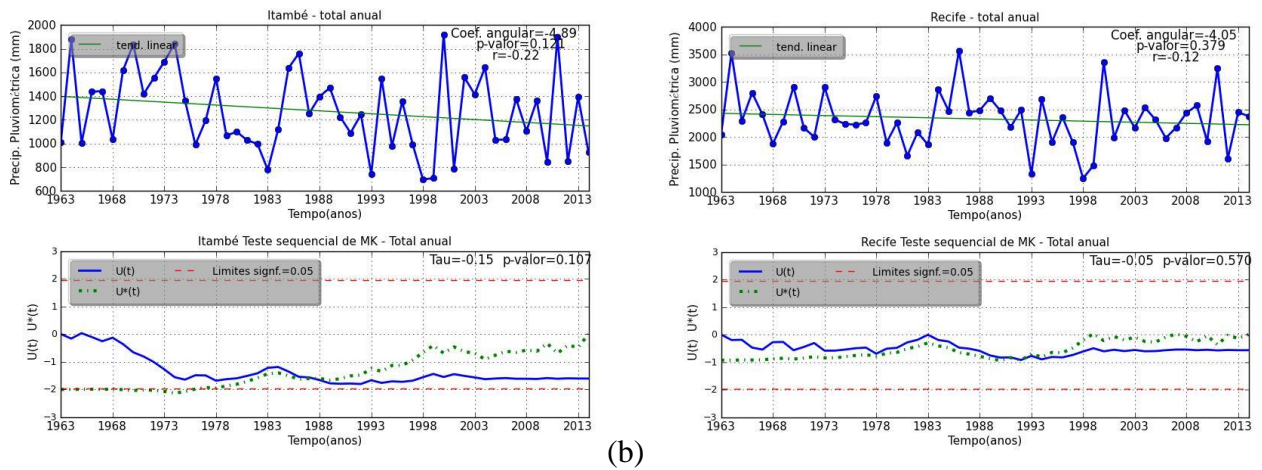 Itambé - total anual
Precip. Pluviomǐtrica (mm)
2000
1800
1600
1400
1200
1000
800
600
tend. linear
Coef. angular=-4.89
p-valor=0.121
r=-0.22
1963 1968 1973 1978 1983 1988 1993 1998 2003 2008 2013
Tempo(anos)
Recife - total anual
Precip. Pluviomǐtrica (mm)
4000
3500
3000
2500
2000
1500
1000
tend. linear
Coef. angular=-4.05
p-valor=0.379
r=-0.12
1963 1968 1973 1978 1983 1988 1993 1998 2003 2008 2013
Tempo(anos)
Itambé Teste sequencial de MK - Total anual
U(t) U*(t)
3
2
1
0
−1
−2
−3
U(t) Limites signf.=0.05
U*(t)
Tau=-0.15 p-valor=0.107
1963 1968 1973 1978 1983 1988 1993 1998 2003 2008 2013
Tempo(anos)
Recife Teste sequencial de MK - Total anual
U(t) U*(t)
3
2
1
0
−1
−2
−3
U(t) Limites signf.=0.05
U*(t)
Tau=-0.05 p-valor=0.570
1963 1968 1973 1978 1983 1988 1993 1998 2003 2008 2013
Tempo(anos)
(b)